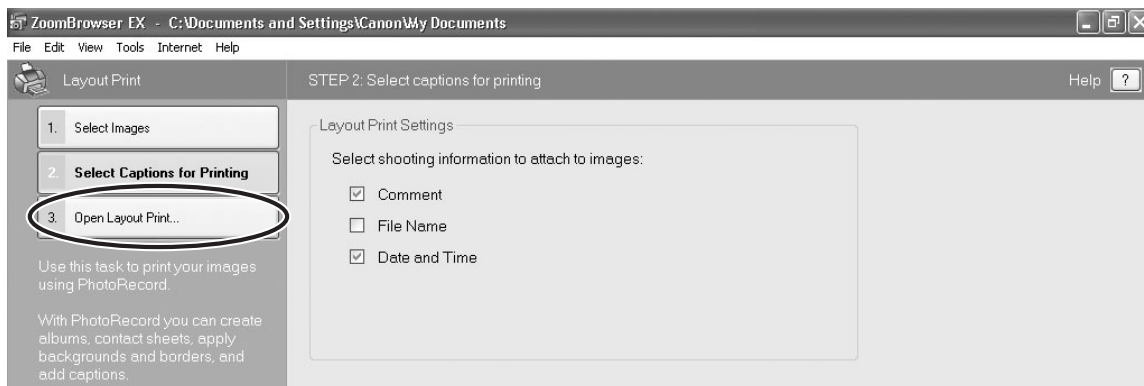 ZoomBrowser EX - C:\Documents and Settings\Canon\My Documents
File Edit View Tools Internet Help
Layout Print
STEP 2: Select captions for printing
Help ?
1. Select Images
2. Select Captions for Printing
3. Open Layout Print...
Use this task to print your images
using PhotoRecord.
With PhotoRecord you can create
albums, contact sheets, apply
backgrounds and borders, and
add captions.
Layout Print Settings
Select shooting information to attach to images:
Comment
File Name
Date and Time